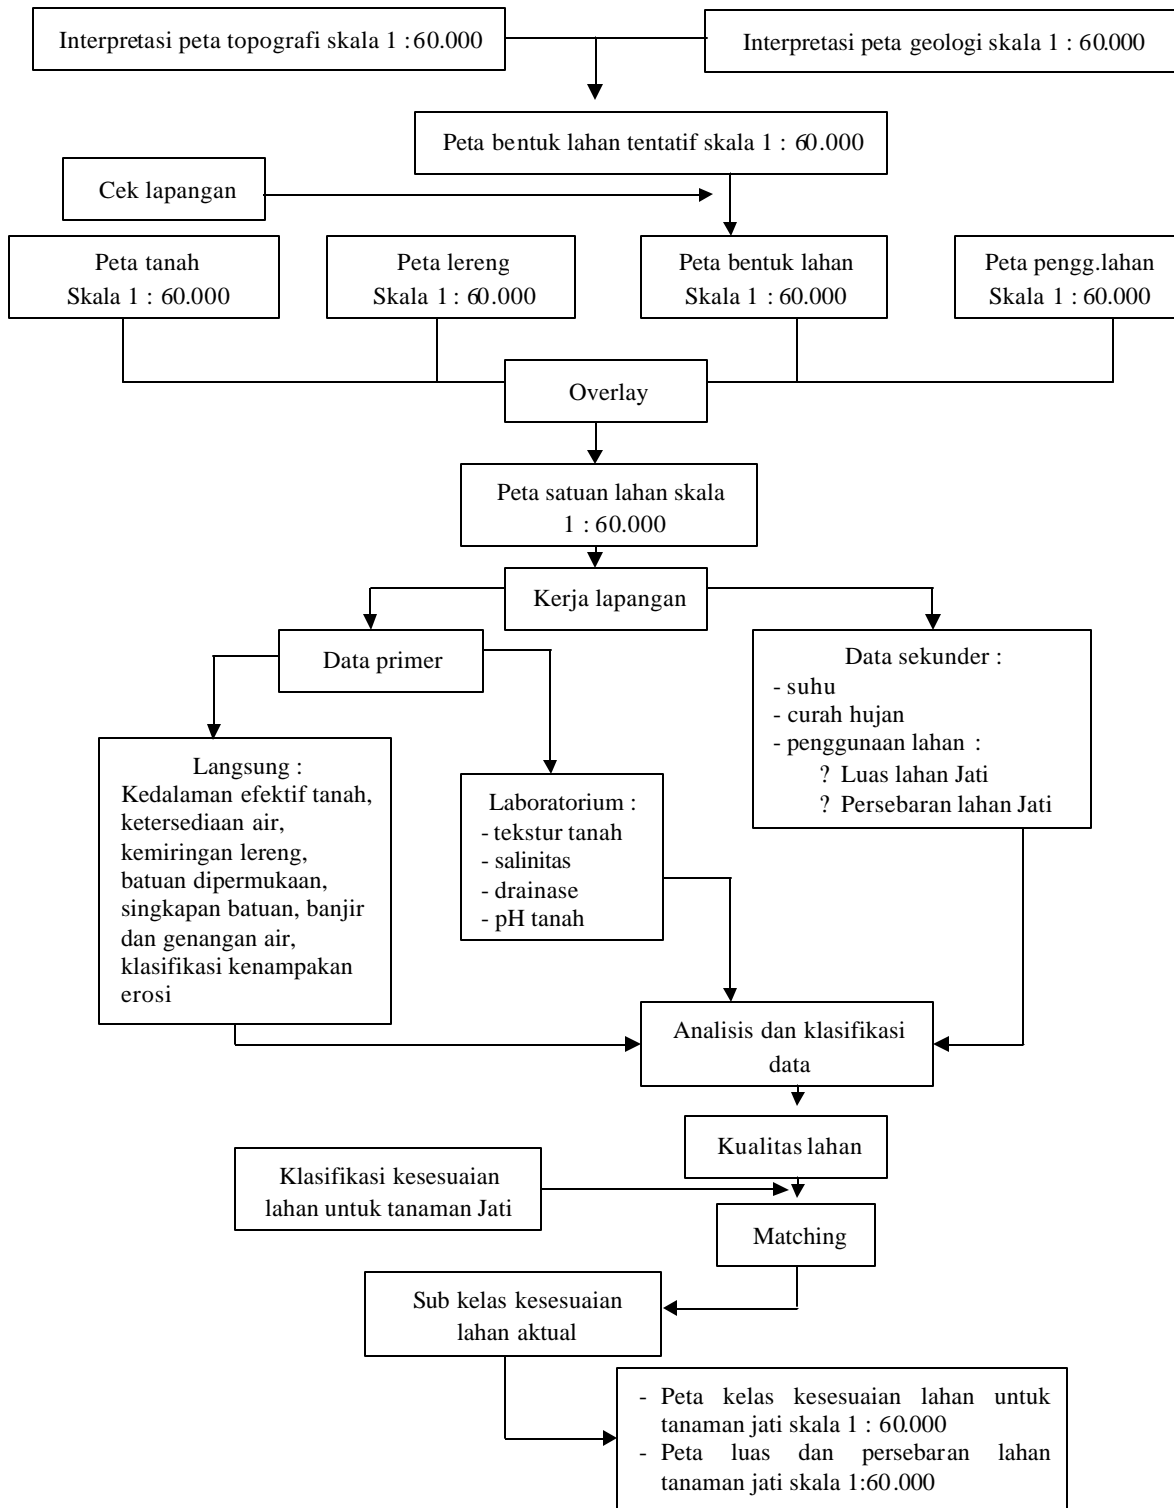 Interpretasi peta topografi skala 1 : 60.000
Interpretasi peta geologi skala 1 : 60.000
Peta bentuk lahan tentatif skala 1 : 60.000
Cek lapangan
Peta tanah
Skala 1 : 60.000
Peta lereng
Skala 1 : 60.000
Peta bentuk lahan
Skala 1 : 60.000
Peta pengg.lahan
Skala 1 : 60.000
Overlay
Peta satuan lahan skala
1 : 60.000
Kerja lapangan
Data primer
Data sekunder :
- suhu
- curah hujan
- penggunaan lahan :
? Luas lahan Jati
? Persebaran lahan Jati
Langsung :
Kedalaman efektif tanah,
ketersediaan air,
kemiringan lereng,
batuan dipermukaan,
singkapan batuan, banjir
dan genangan air,
klasifikasi kenampakan
erosi
Laboratorium :
- tekstur tanah
- salinitas
- drainase
- pH tanah
Analisis dan klasifikasi
data
Kualitas lahan
Klasifikasi kesesuaian
lahan untuk tanaman Jati
Matching
Sub kelas kesesuaian
lahan aktual
- Peta kelas kesesuaian lahan untuk
tanaman jati skala 1 : 60.000
- Peta luas dan persebaran lahan
tanaman jati skala 1:60.000